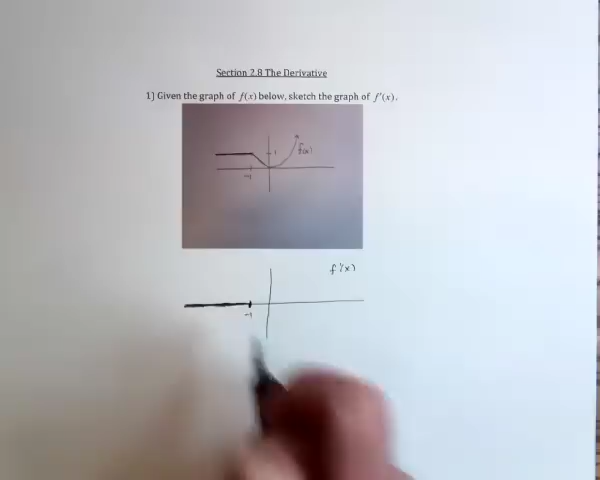 Section 2.8 The Derivative
1) Given the graph of f(x) below, sketch the graph of f'(x).
1 f(x)
-1
f'(x)
-1